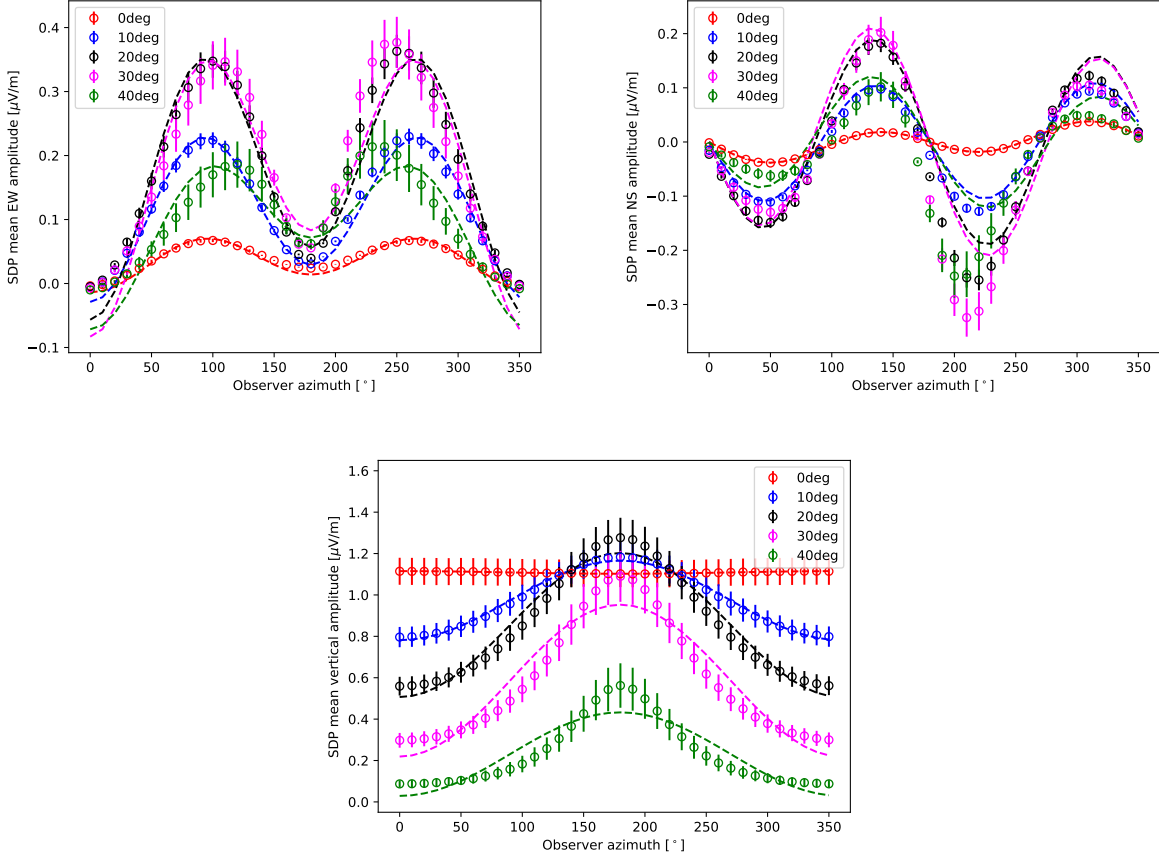 SDP mean EW amplitude [μV/m]
0.4
0.3
0.2
0.1
0.0
−0.1
0deg
10deg
20deg
30deg
40deg
0 50 100 150 200 250 300 350
Observer azimuth [°]
SDP mean NS amplitude [μV/m]
0.2
0.1
0.0
−0.1
−0.2
−0.3
0deg
10deg
20deg
30deg
40deg
0 50 100 150 200 250 300 350
Observer azimuth [°]
SDP mean vertical amplitude [μV/m]
1.6
1.4
1.2
1.0
0.8
0.6
0.4
0.2
0.0
0deg
10deg
20deg
30deg
40deg
0 50 100 150 200 250 300 350
Observer azimuth [°]